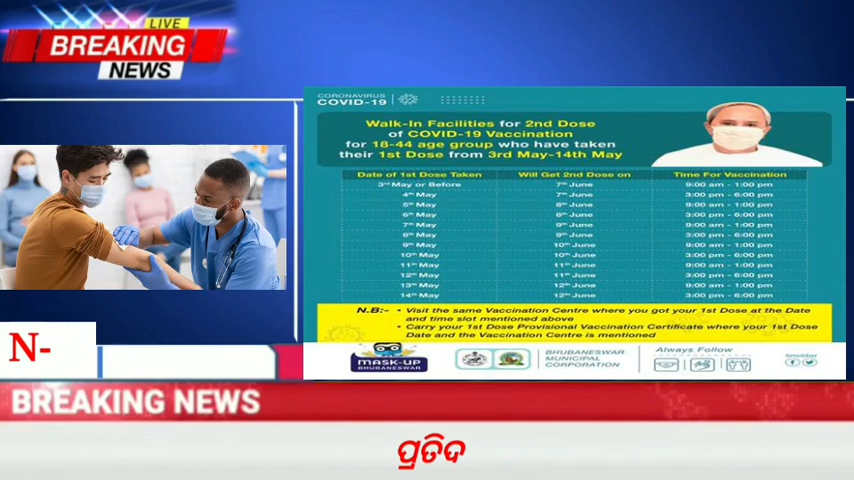 LIVE
BREAKING
NEWS
CORONAVIRUS
COVID-19
Walk-In Facilities for 2nd Dose
of COVID-19 Vaccination
for 18-44 age group who have taken
their 1st Dose from 3rd May-14th May
Date of 1st Dose Taken Will Get 2nd Dose on Time For Vaccination
3rd May or Before 7th June 9:00 am - 1:00 pm
4th May 7th June 3:00 pm - 6:00 pm
5th May 8th June 9:00 am - 1:00 pm
6th May 8th June 3:00 pm - 6:00 pm
7th May 9th June 9:00 am - 1:00 pm
8th May 9th June 3:00 pm - 6:00 pm
9th May 10th June 9:00 am - 1:00 pm
10th May 10th June 3:00 pm - 6:00 pm
11th May 11th June 9:00 am - 1:00 pm
12th May 11th June 3:00 pm - 6:00 pm
13th May 12th June 9:00 am - 1:00 pm
14th May 12th June 3:00 pm - 6:00 pm
N.B:- • Visit the same Vaccination Centre where you got your 1st Dose at the Date
and time slot mentioned above
• Carry your 1st Dose Provisional Vaccination Certificate where your 1st Dose
Date and the Vaccination Centre is mentioned
MASK-UP
BHUBANESWAR
BHUBANESWAR
MUNICIPAL
CORPORATION
Always Follow
N-
BREAKING NEWS
ପ୍ରତିଦ